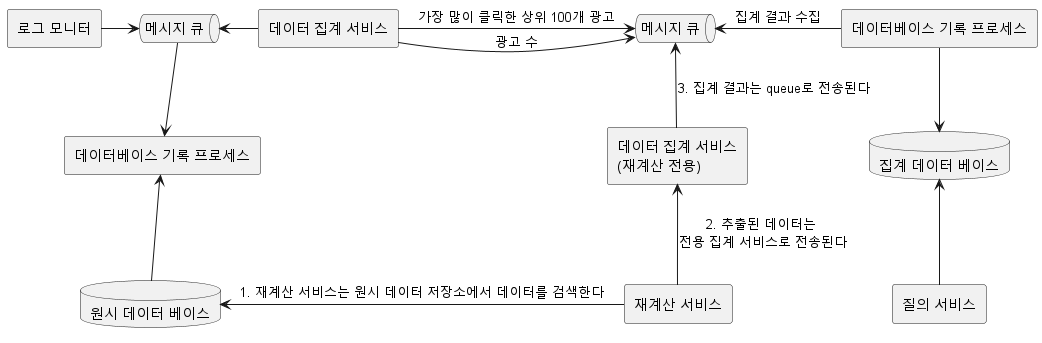 로그 모니터
메시지 큐
데이터 집계 서비스
가장 많이 클릭한 상위 100개 광고
광고 수
메시지 큐
집계 결과 수집
데이터베이스 기록 프로세스
3. 집계 결과는 queue로 전송된다
데이터베이스 기록 프로세스
데이터 집계 서비스
(재계산 전용)
집계 데이터 베이스
2. 추출된 데이터는
전용 집계 서비스로 전송된다
원시 데이터 베이스
1. 재계산 서비스는 원시 데이터 저장소에서 데이터를 검색한다
재계산 서비스
질의 서비스